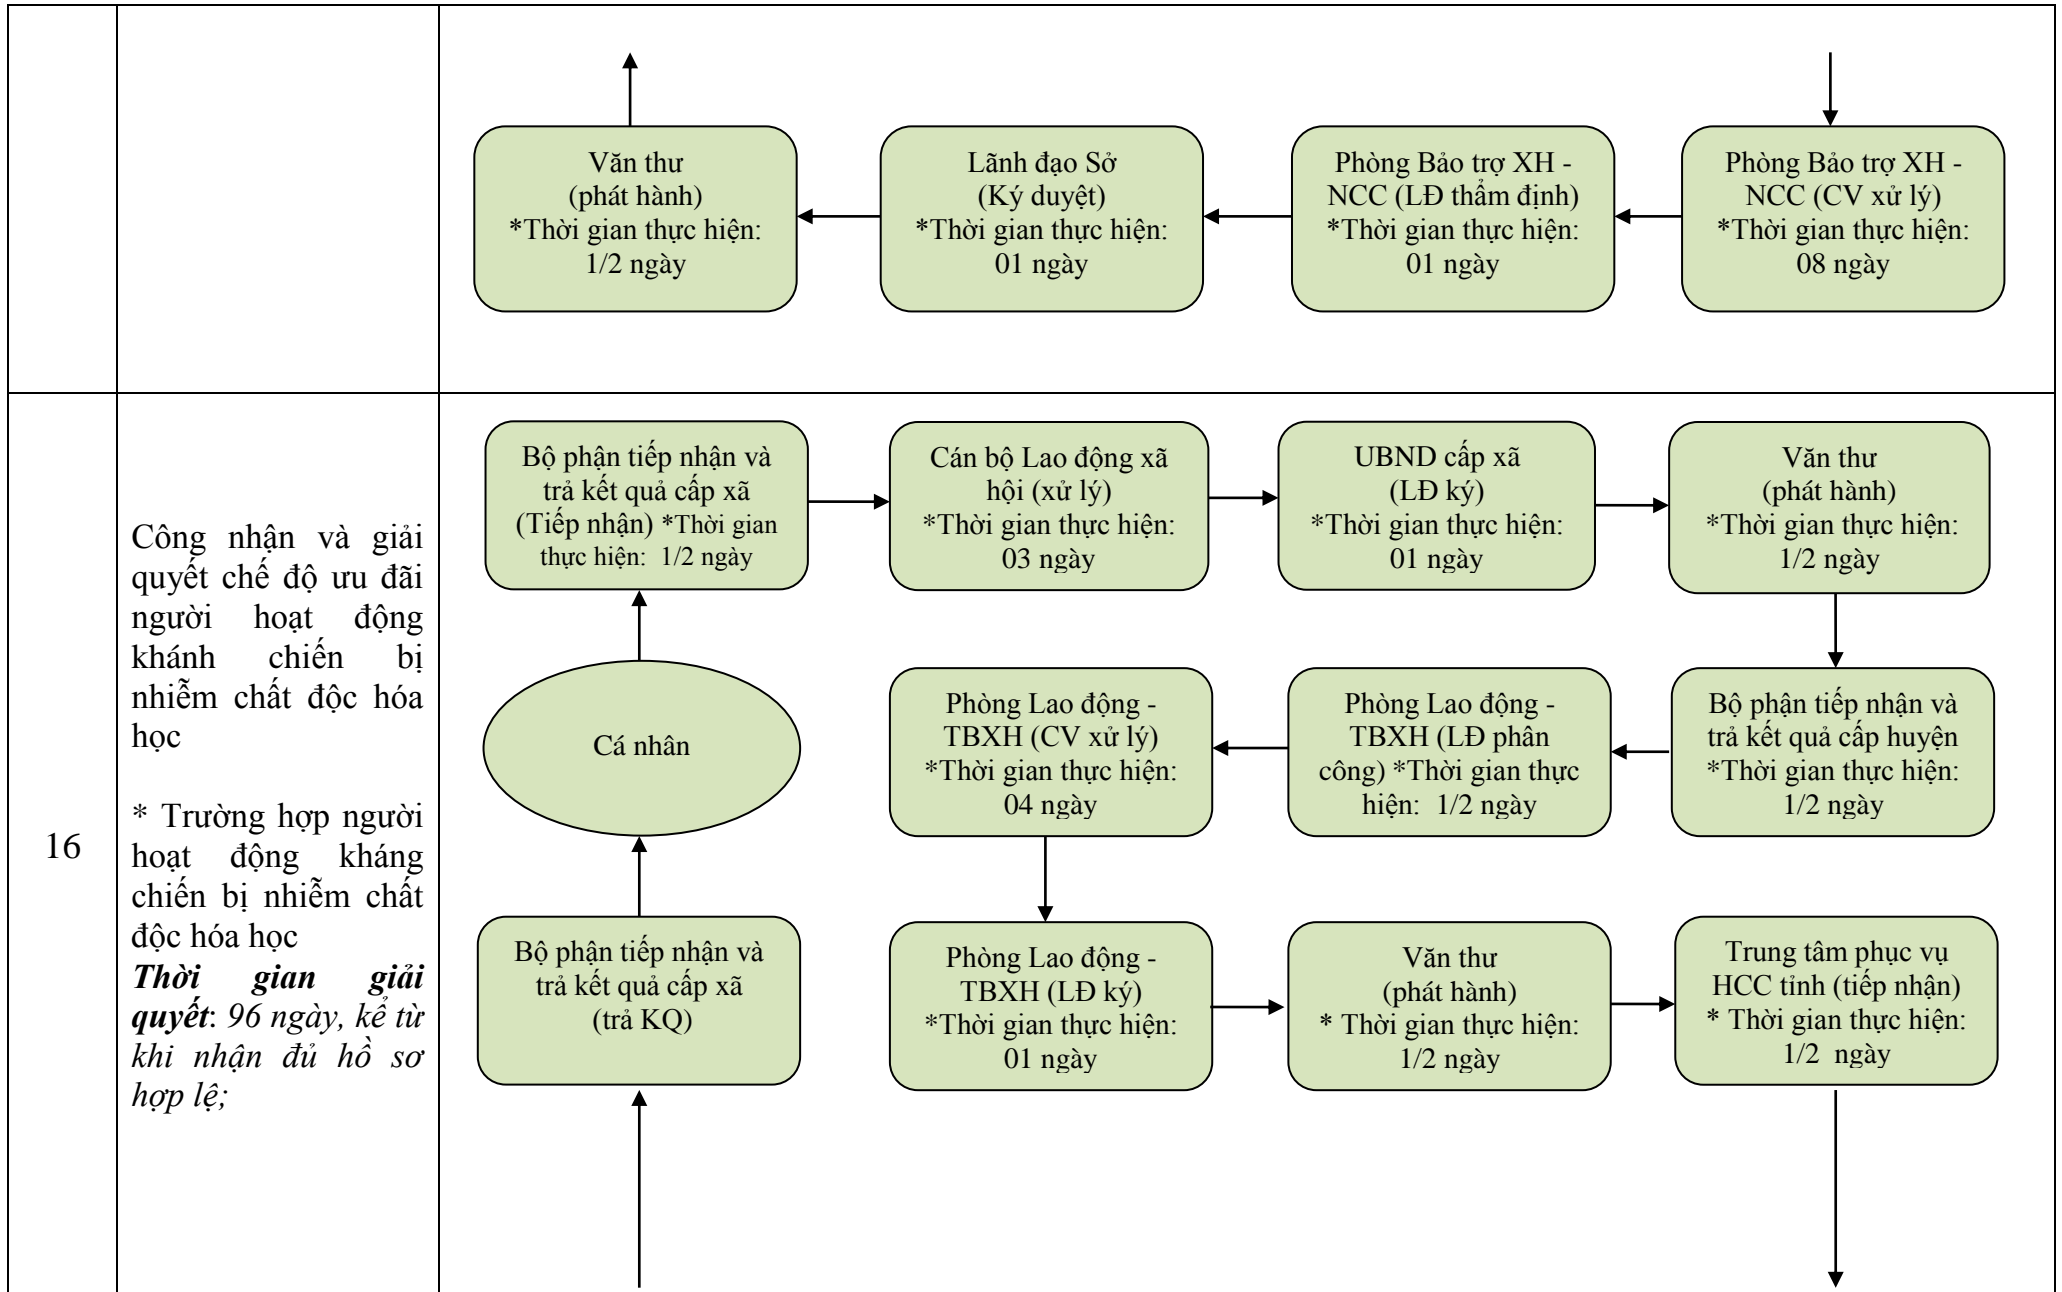 Văn thư
(phát hành)
*Thời gian thực hiện:
1/2 ngày
Lãnh đạo Sở
(Ký duyệt)
*Thời gian thực hiện:
01 ngày
Phòng Bảo trợ XH -
NCC (LĐ thẩm định)
*Thời gian thực hiện:
01 ngày
Phòng Bảo trợ XH -
NCC (CV xử lý)
*Thời gian thực hiện:
08 ngày
16
Công nhận và giải
quyết chế độ ưu đãi
người hoạt động
khánh chiến bị
nhiễm chất độc hóa
học
* Trường hợp người
hoạt động kháng
chiến bị nhiễm chất
độc hóa học
Thời gian giải
quyết: 96 ngày, kể từ
khi nhận đủ hồ sơ
hợp lệ;
Bộ phận tiếp nhận và
trả kết quả cấp xã
(Tiếp nhận) *Thời gian
thực hiện: 1/2 ngày
Cán bộ Lao động xã
hội (xử lý)
*Thời gian thực hiện:
03 ngày
UBND cấp xã
(LĐ ký)
*Thời gian thực hiện:
01 ngày
Văn thư
(phát hành)
*Thời gian thực hiện:
1/2 ngày
Cá nhân
Phòng Lao động -
TBXH (CV xử lý)
*Thời gian thực hiện:
04 ngày
Phòng Lao động -
TBXH (LĐ phân
công) *Thời gian thực
hiện: 1/2 ngày
Bộ phận tiếp nhận và
trả kết quả cấp huyện
*Thời gian thực hiện:
1/2 ngày
Bộ phận tiếp nhận và
trả kết quả cấp xã
(trả KQ)
Phòng Lao động -
TBXH (LĐ ký)
*Thời gian thực hiện:
01 ngày
Văn thư
(phát hành)
* Thời gian thực hiện:
1/2 ngày
Trung tâm phục vụ
HCC tỉnh (tiếp nhận)
* Thời gian thực hiện:
1/2 ngày